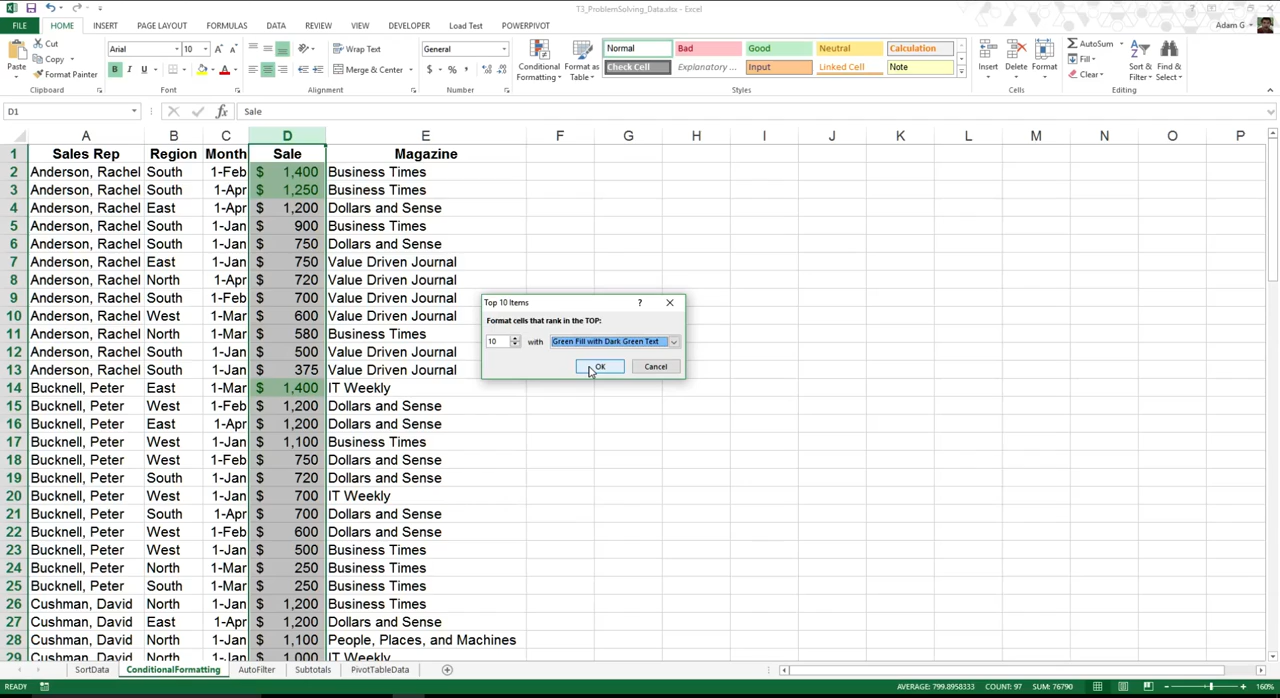 T3_ProblemSolving_Data.xlsx - Excel
FILE HOME INSERT PAGE LAYOUT FORMULAS DATA REVIEW VIEW DEVELOPER Load Test POWERPIVOT Adam G
Cut
Copy
Format Painter
Paste
Clipboard
Arial 10
B I U
Font
Wrap Text
Merge & Center
Alignment
General
$ % ,
Number
Conditional Formatting
Format as Table
Normal Bad Good Neutral Calculation
Check Cell Explanatory ... Input Linked Cell Note
Styles
Insert Delete Format
Cells
AutoSum
Fill
Clear
Sort & Filter
Find & Select
Editing
D1 fx Sale
A B C D E F G H I J K L M N O P
1 Sales Rep Region Month Sale Magazine
2 Anderson, Rachel South 1-Feb $ 1,400 Business Times
3 Anderson, Rachel South 1-Apr $ 1,250 Business Times
4 Anderson, Rachel East 1-Apr $ 1,200 Dollars and Sense
5 Anderson, Rachel South 1-Jan $ 900 Business Times
6 Anderson, Rachel South 1-Jan $ 750 Dollars and Sense
7 Anderson, Rachel East 1-Jan $ 750 Value Driven Journal
8 Anderson, Rachel North 1-Apr $ 720 Value Driven Journal
9 Anderson, Rachel South 1-Feb $ 700 Value Driven Journal
10 Anderson, Rachel West 1-Mar $ 600 Value Driven Journal
11 Anderson, Rachel North 1-Mar $ 580 Business Times
12 Anderson, Rachel South 1-Jan $ 500 Value Driven Journal
13 Anderson, Rachel South 1-Jan $ 375 Value Driven Journal
14 Bucknell, Peter East 1-Mar $ 1,400 IT Weekly
15 Bucknell, Peter West 1-Feb $ 1,200 Dollars and Sense
16 Bucknell, Peter East 1-Apr $ 1,200 Dollars and Sense
17 Bucknell, Peter West 1-Jan $ 1,100 Business Times
18 Bucknell, Peter West 1-Feb $ 750 Dollars and Sense
19 Bucknell, Peter South 1-Jan $ 720 Dollars and Sense
20 Bucknell, Peter West 1-Jan $ 700 IT Weekly
21 Bucknell, Peter South 1-Apr $ 700 Dollars and Sense
22 Bucknell, Peter West 1-Feb $ 600 Dollars and Sense
23 Bucknell, Peter West 1-Jan $ 500 Business Times
24 Bucknell, Peter North 1-Mar $ 250 Business Times
25 Bucknell, Peter South 1-Mar $ 250 Business Times
26 Cushman, David North 1-Jan $ 1,200 Business Times
27 Cushman, David East 1-Apr $ 1,200 Dollars and Sense
28 Cushman, David North 1-Jan $ 1,100 People, Places, and Machines
29 Cushman, David North 1-Jan $ 1,000 IT Weekly
Top 10 Items ?
Format cells that rank in the TOP:
10 with Green Fill with Dark Green Text
OK Cancel
SortData ConditionalFormatting AutoFilter Subtotals PivotTableData
READY AVERAGE: 799.8958333 COUNT: 97 SUM: 76790 160%